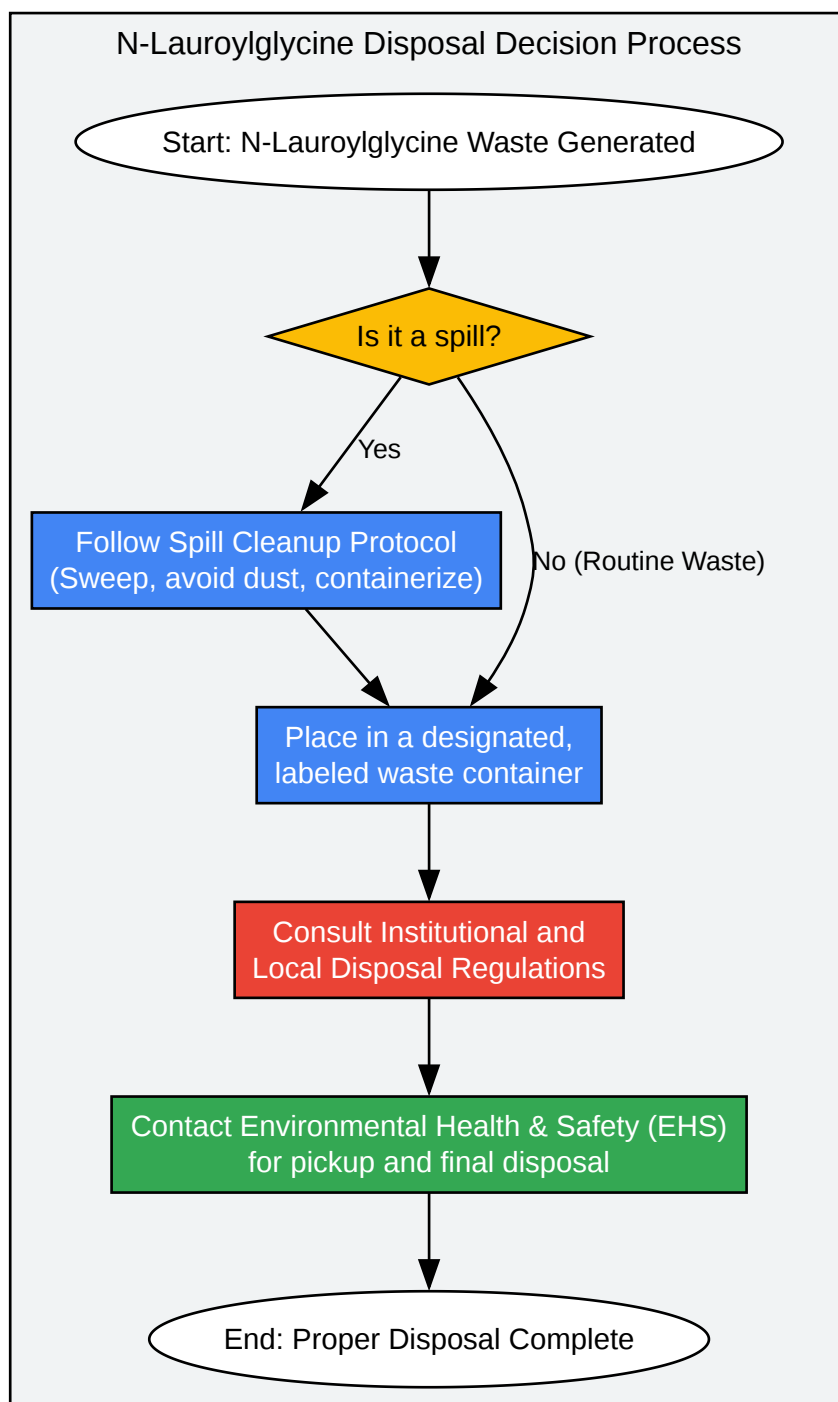 N-Lauroylglycine Disposal Decision Process
Start: N-Lauroylglycine Waste Generated
Is it a spill?
Yes
Follow Spill Cleanup Protocol
(Sweep, avoid dust, containerize)
No (Routine Waste)
Place in a designated,
labeled waste container
Consult Institutional and
Local Disposal Regulations
Contact Environmental Health & Safety (EHS)
for pickup and final disposal
End: Proper Disposal Complete